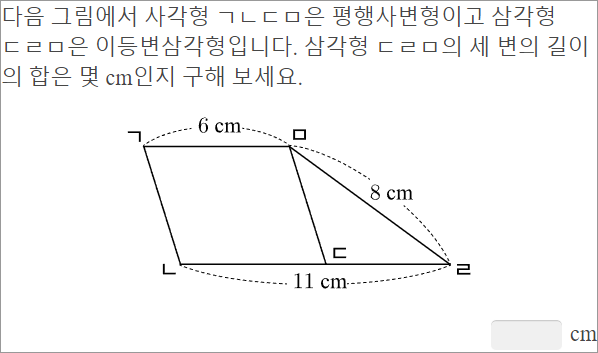 다음 그림에서 사각형 ㄱㄴㄷㅁ은 평행사변형이고 삼각형
ㄷㄹㅁ은 이등변삼각형입니다. 삼각형 ㄷㄹㅁ의 세 변의 길이
의 합은 몇 cm인지 구해 보세요.
6 cm
ㄱ
ㅁ
8 cm
ㄷ
ㄴ
ㄹ
11 cm
cm